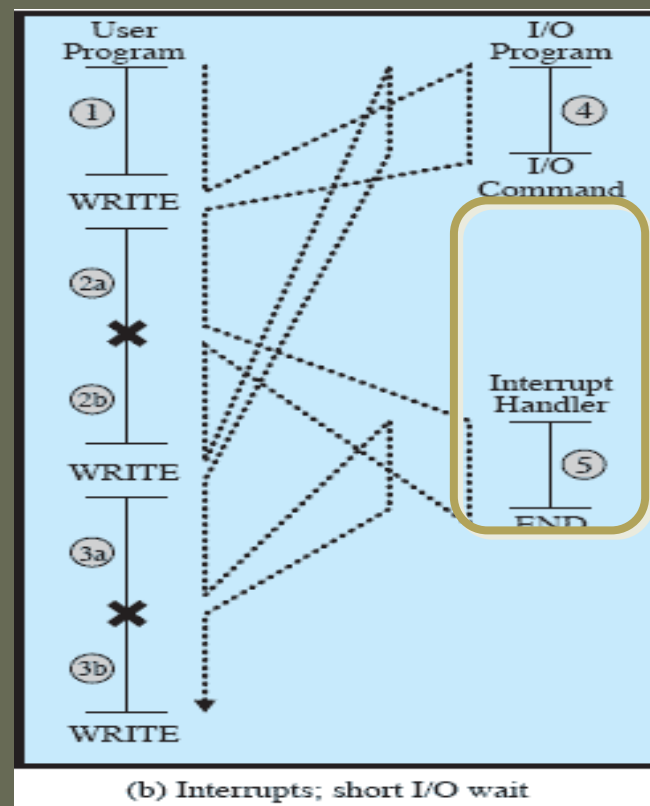 User
Program
1
WRITE
2a
2b
WRITE
3a
3b
WRITE
I/O
Program
4
I/O
Command
Interrupt
Handler
5
END
(b) Interrupts; short I/O wait